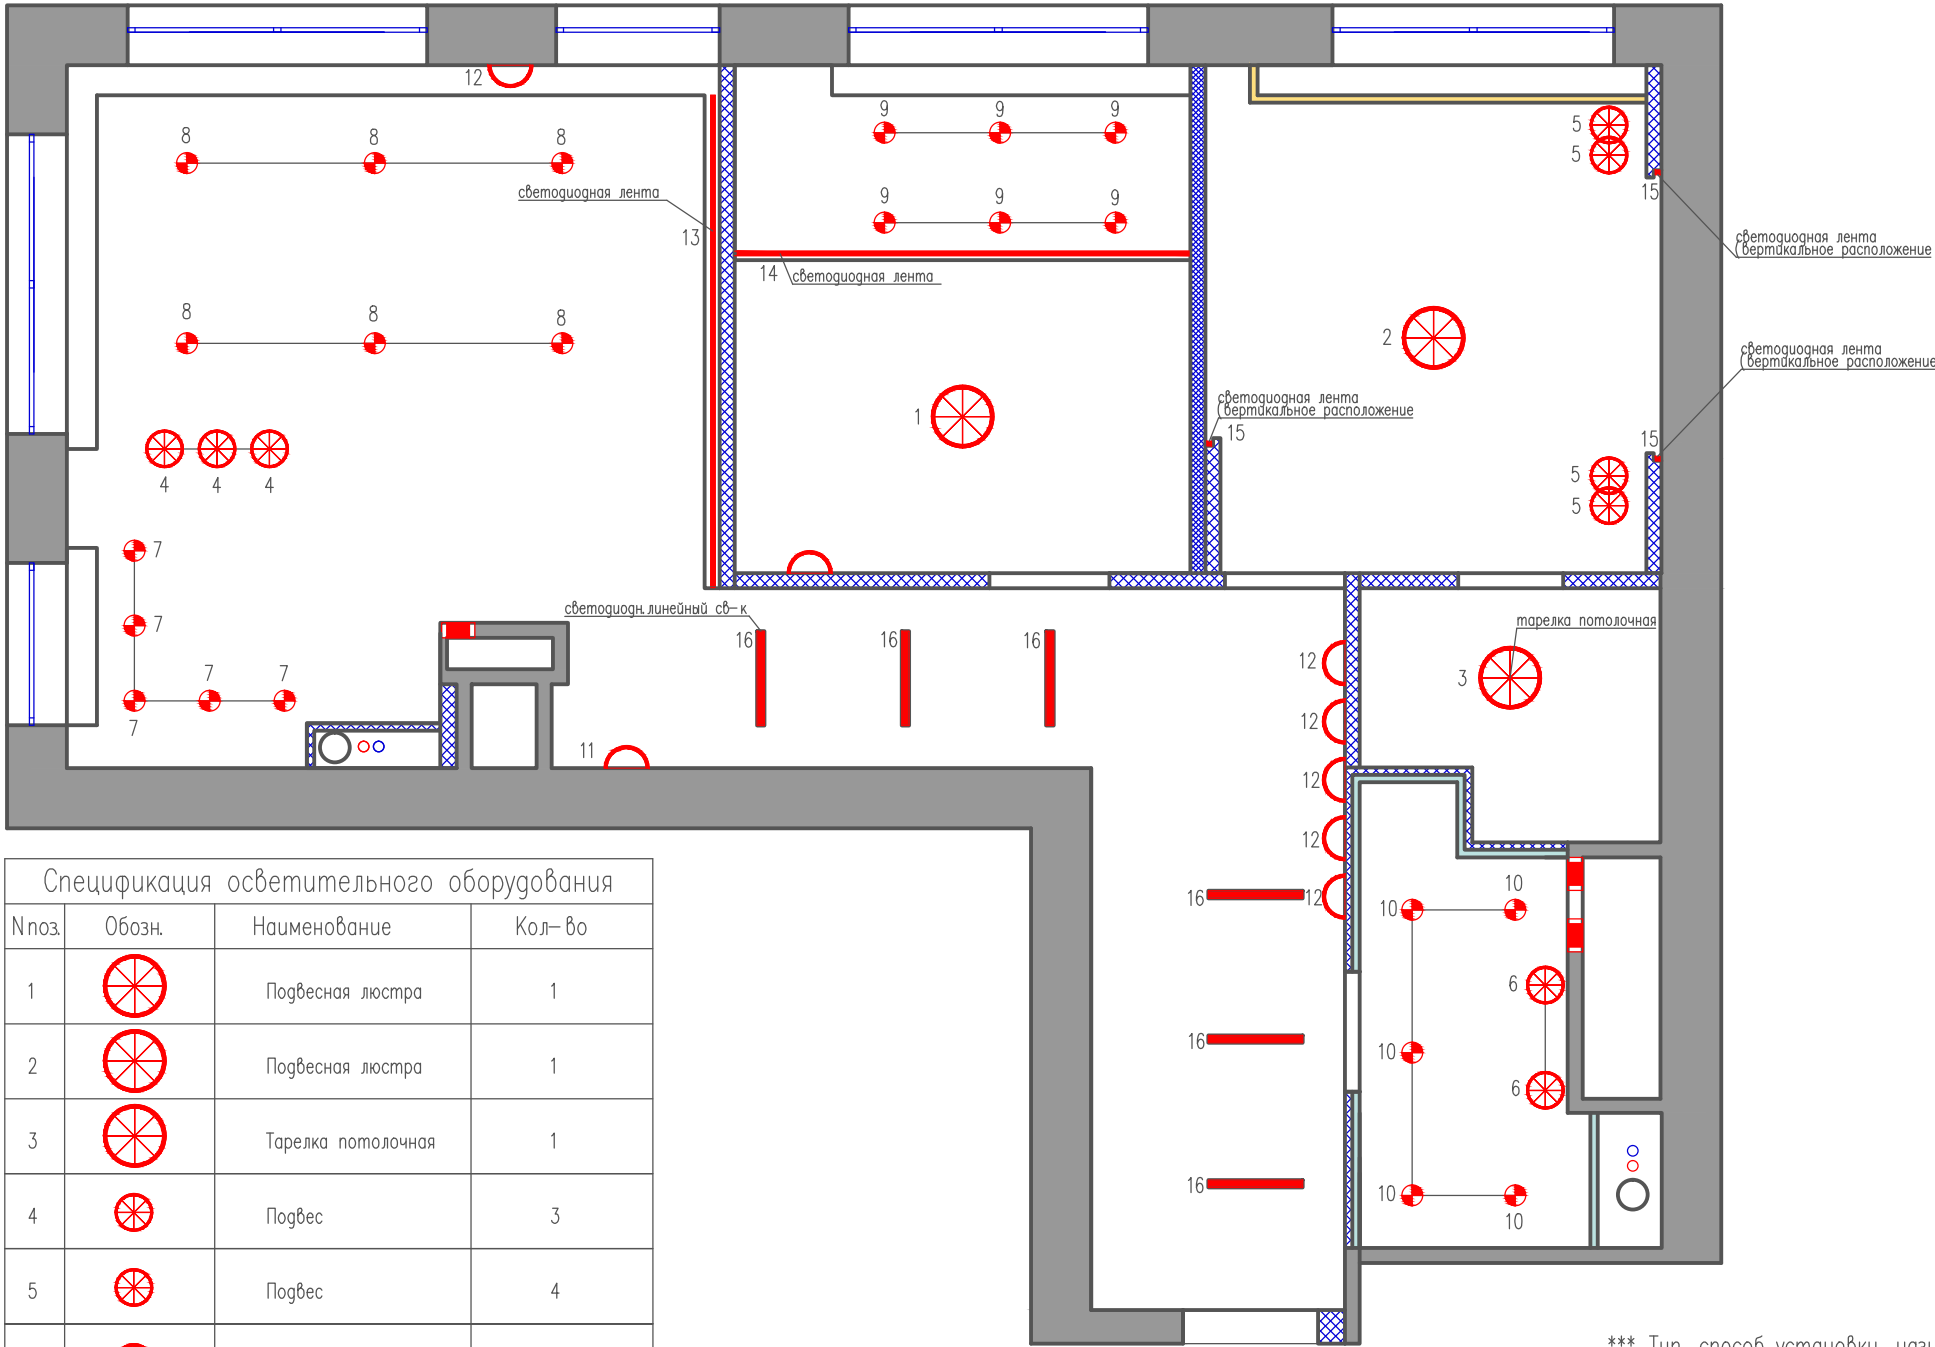 12
8 8 8
9 9 9
5
5
15
светодиодная лента
13
9 9 9
14 светодиодная лента
светодиодная лента
(вертикальное расположение
8 8 8
2
светодиодная лента
(вертикальное расположение
1
светодиодная лента
(вертикальное расположение
15
15
4 4 4
5
5
7
7
7 7
7
светодиодн.линейный св-к
16 16 16
11
12
12
12
12
12
тарелка потолочная
3
16
16
16
10
10
10
10
10
6
6
Спецификация осветительного оборудования
N поз. Обозн. Наименование Кол-во
1 Подвесная люстра 1
2 Подвесная люстра 1
3 Тарелка потолочная 1
4 Подвес 3
5 Подвес 4